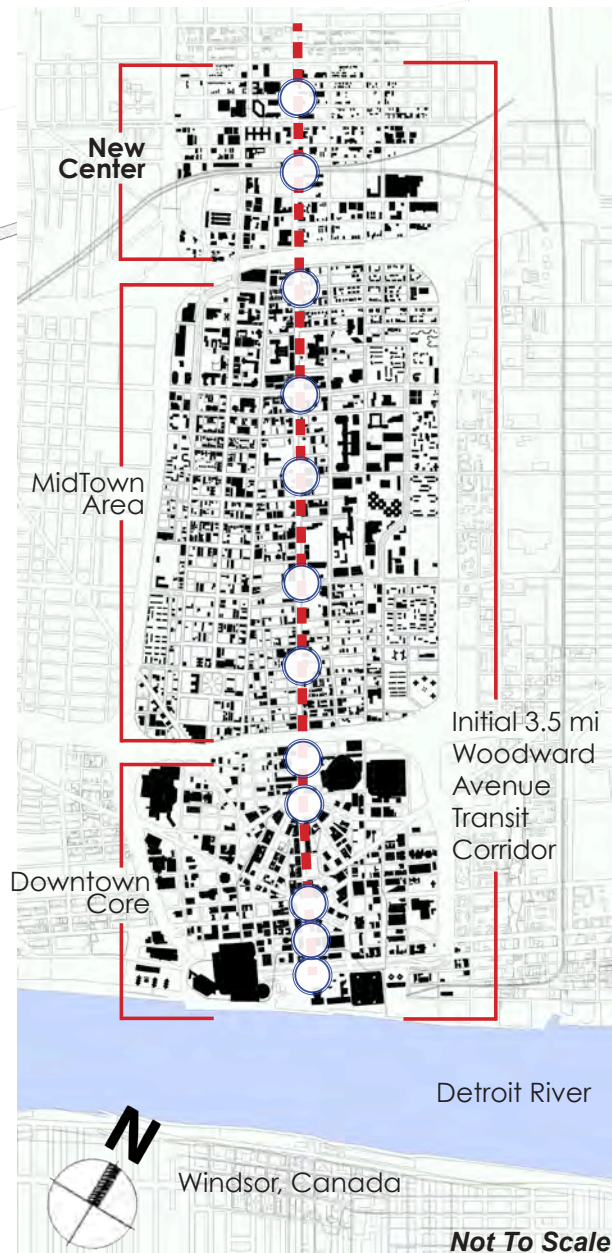 New
Center
MidTown
Area
Initial 3.5 mi
Woodward
Avenue
Transit
Corridor
Downtown
Core
Detroit River
N
Windsor, Canada
Not To Scale